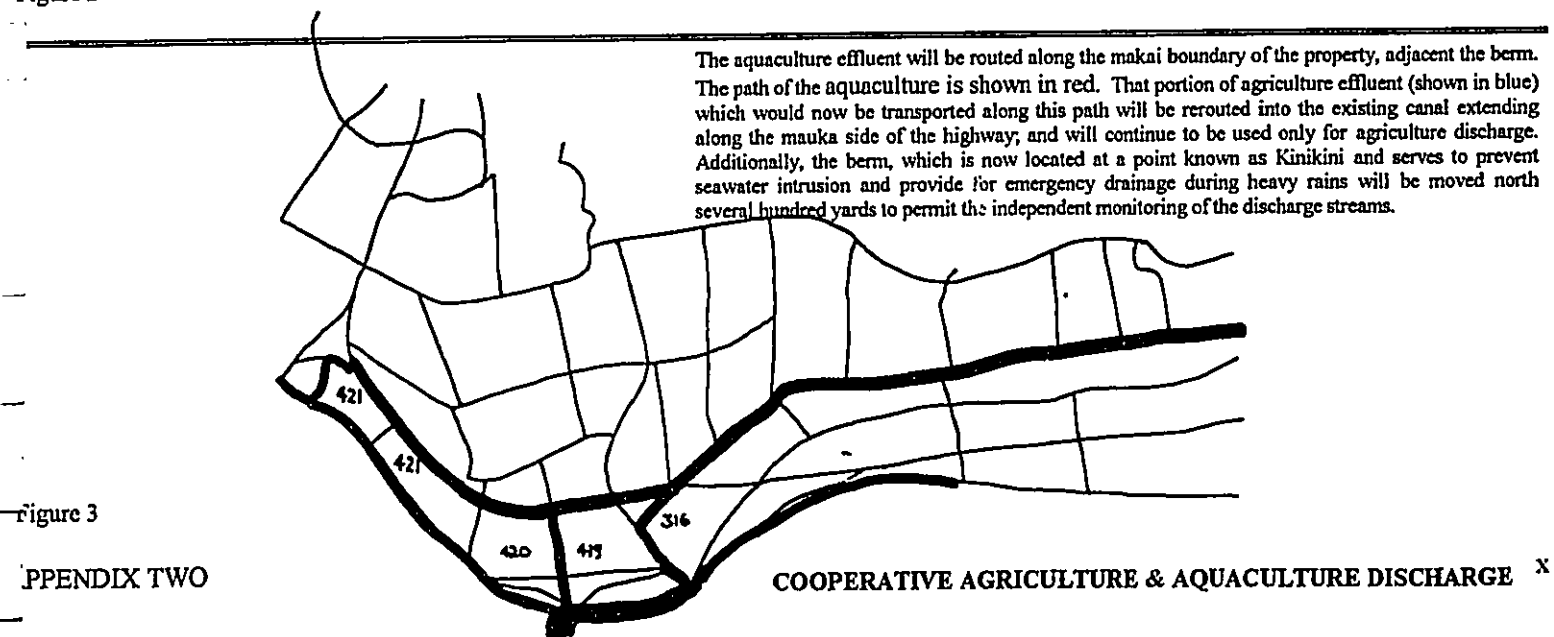 The aquaculture effluent will be routed along the makai boundary of the property, adjacent the berm.
The path of the aquaculture is shown in red. That portion of agriculture effluent (shown in blue)
which would now be transported along this path will be rerouted into the existing canal extending
along the mauka side of the highway; and will continue to be used only for agriculture discharge.
Additionally, the berm, which is now located at a point known as Kinikini and serves to prevent
seawater intrusion and provide for emergency drainage during heavy rains will be moved north
several hundred yards to permit the independent monitoring of the discharge streams.
421
421
Figure 3
316
420
419
PPENDIX TWO
COOPERATIVE AGRICULTURE & AQUACULTURE DISCHARGE X